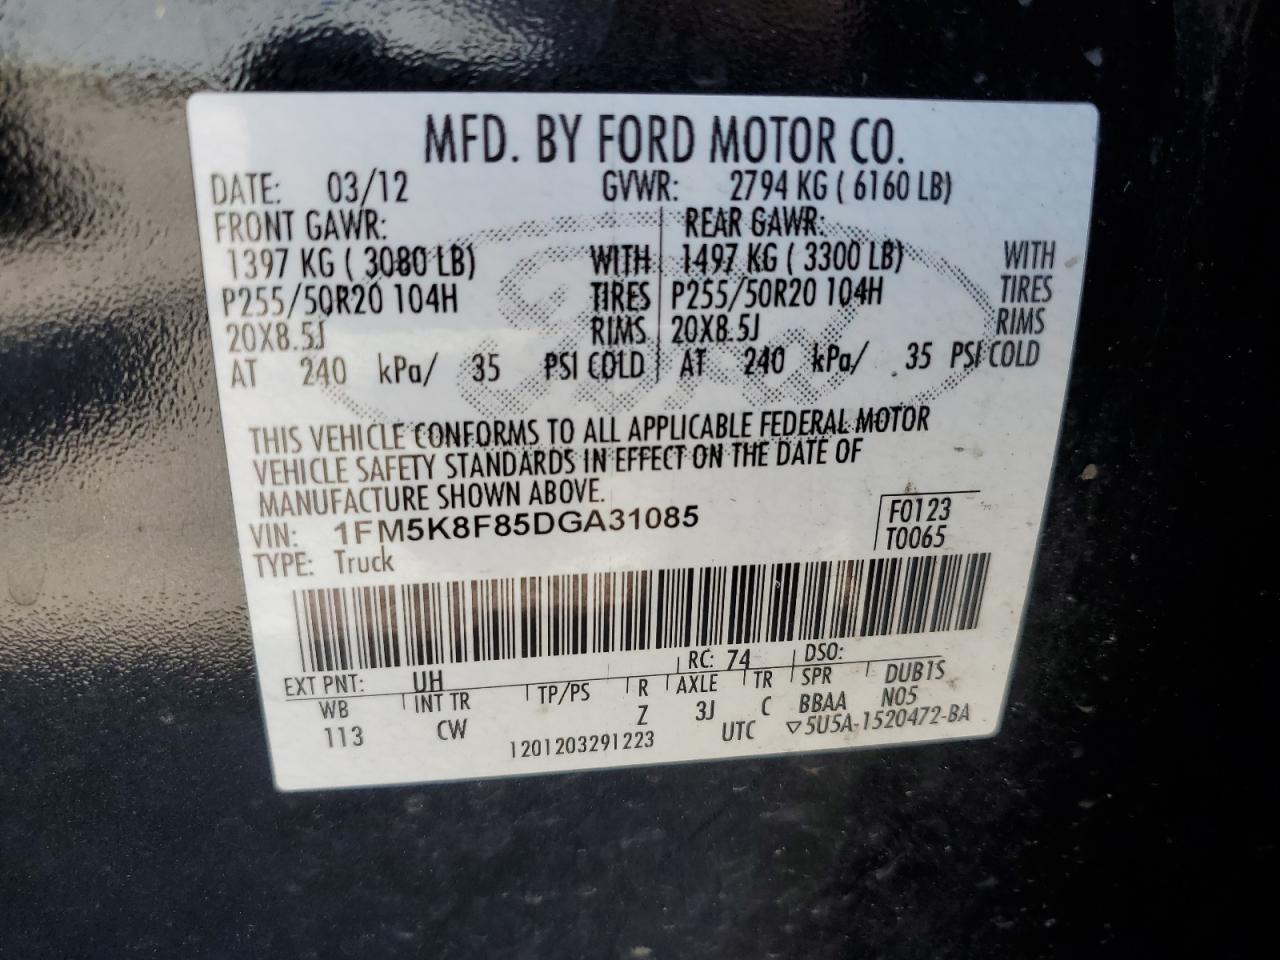 MFD. BY FORD MOTOR CO.
DATE: 03/12 GVWR: 2794 KG ( 6160 LB)
FRONT GAWR: REAR GAWR:
1397 KG ( 3080 LB) WITH 1497 KG ( 3300 LB) WITH
P255/50R20 104H TIRES P255/50R20 104H TIRES
20X8.5J RIMS 20X8.5J RIMS
AT 240 kPa/ 35 PSI COLD AT 240 kPa/ 35 PSI COLD
THIS VEHICLE CONFORMS TO ALL APPLICABLE FEDERAL MOTOR
VEHICLE SAFETY STANDARDS IN EFFECT ON THE DATE OF
MANUFACTURE SHOWN ABOVE.
VIN: 1FM5K8F85DGA31085 F0123
TYPE: Truck T0065
EXT PNT: UH RC: 74 DSO:
WB INT TR TP/PS R AXLE TR SPR DUB1S
113 CW Z 3J C BBAA N05
1201203291223 UTC ▽5U5A-1520472-BA
Ford